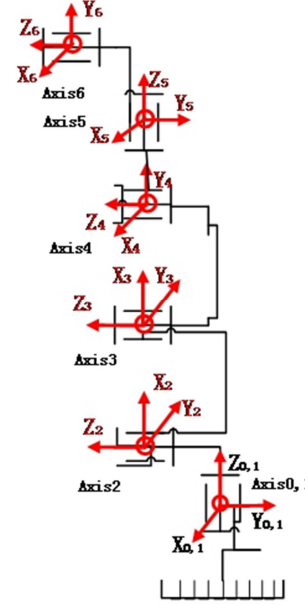 Y6
Z6
X6
Axis6
Z5
Axis5
Y5
X5
Y4
Z4
X4
Axis4
X3
Y3
Z3
Axis3
X2
Y2
Z2
Axis2
Z0,1
Axis0,
Y0,1
X0,1